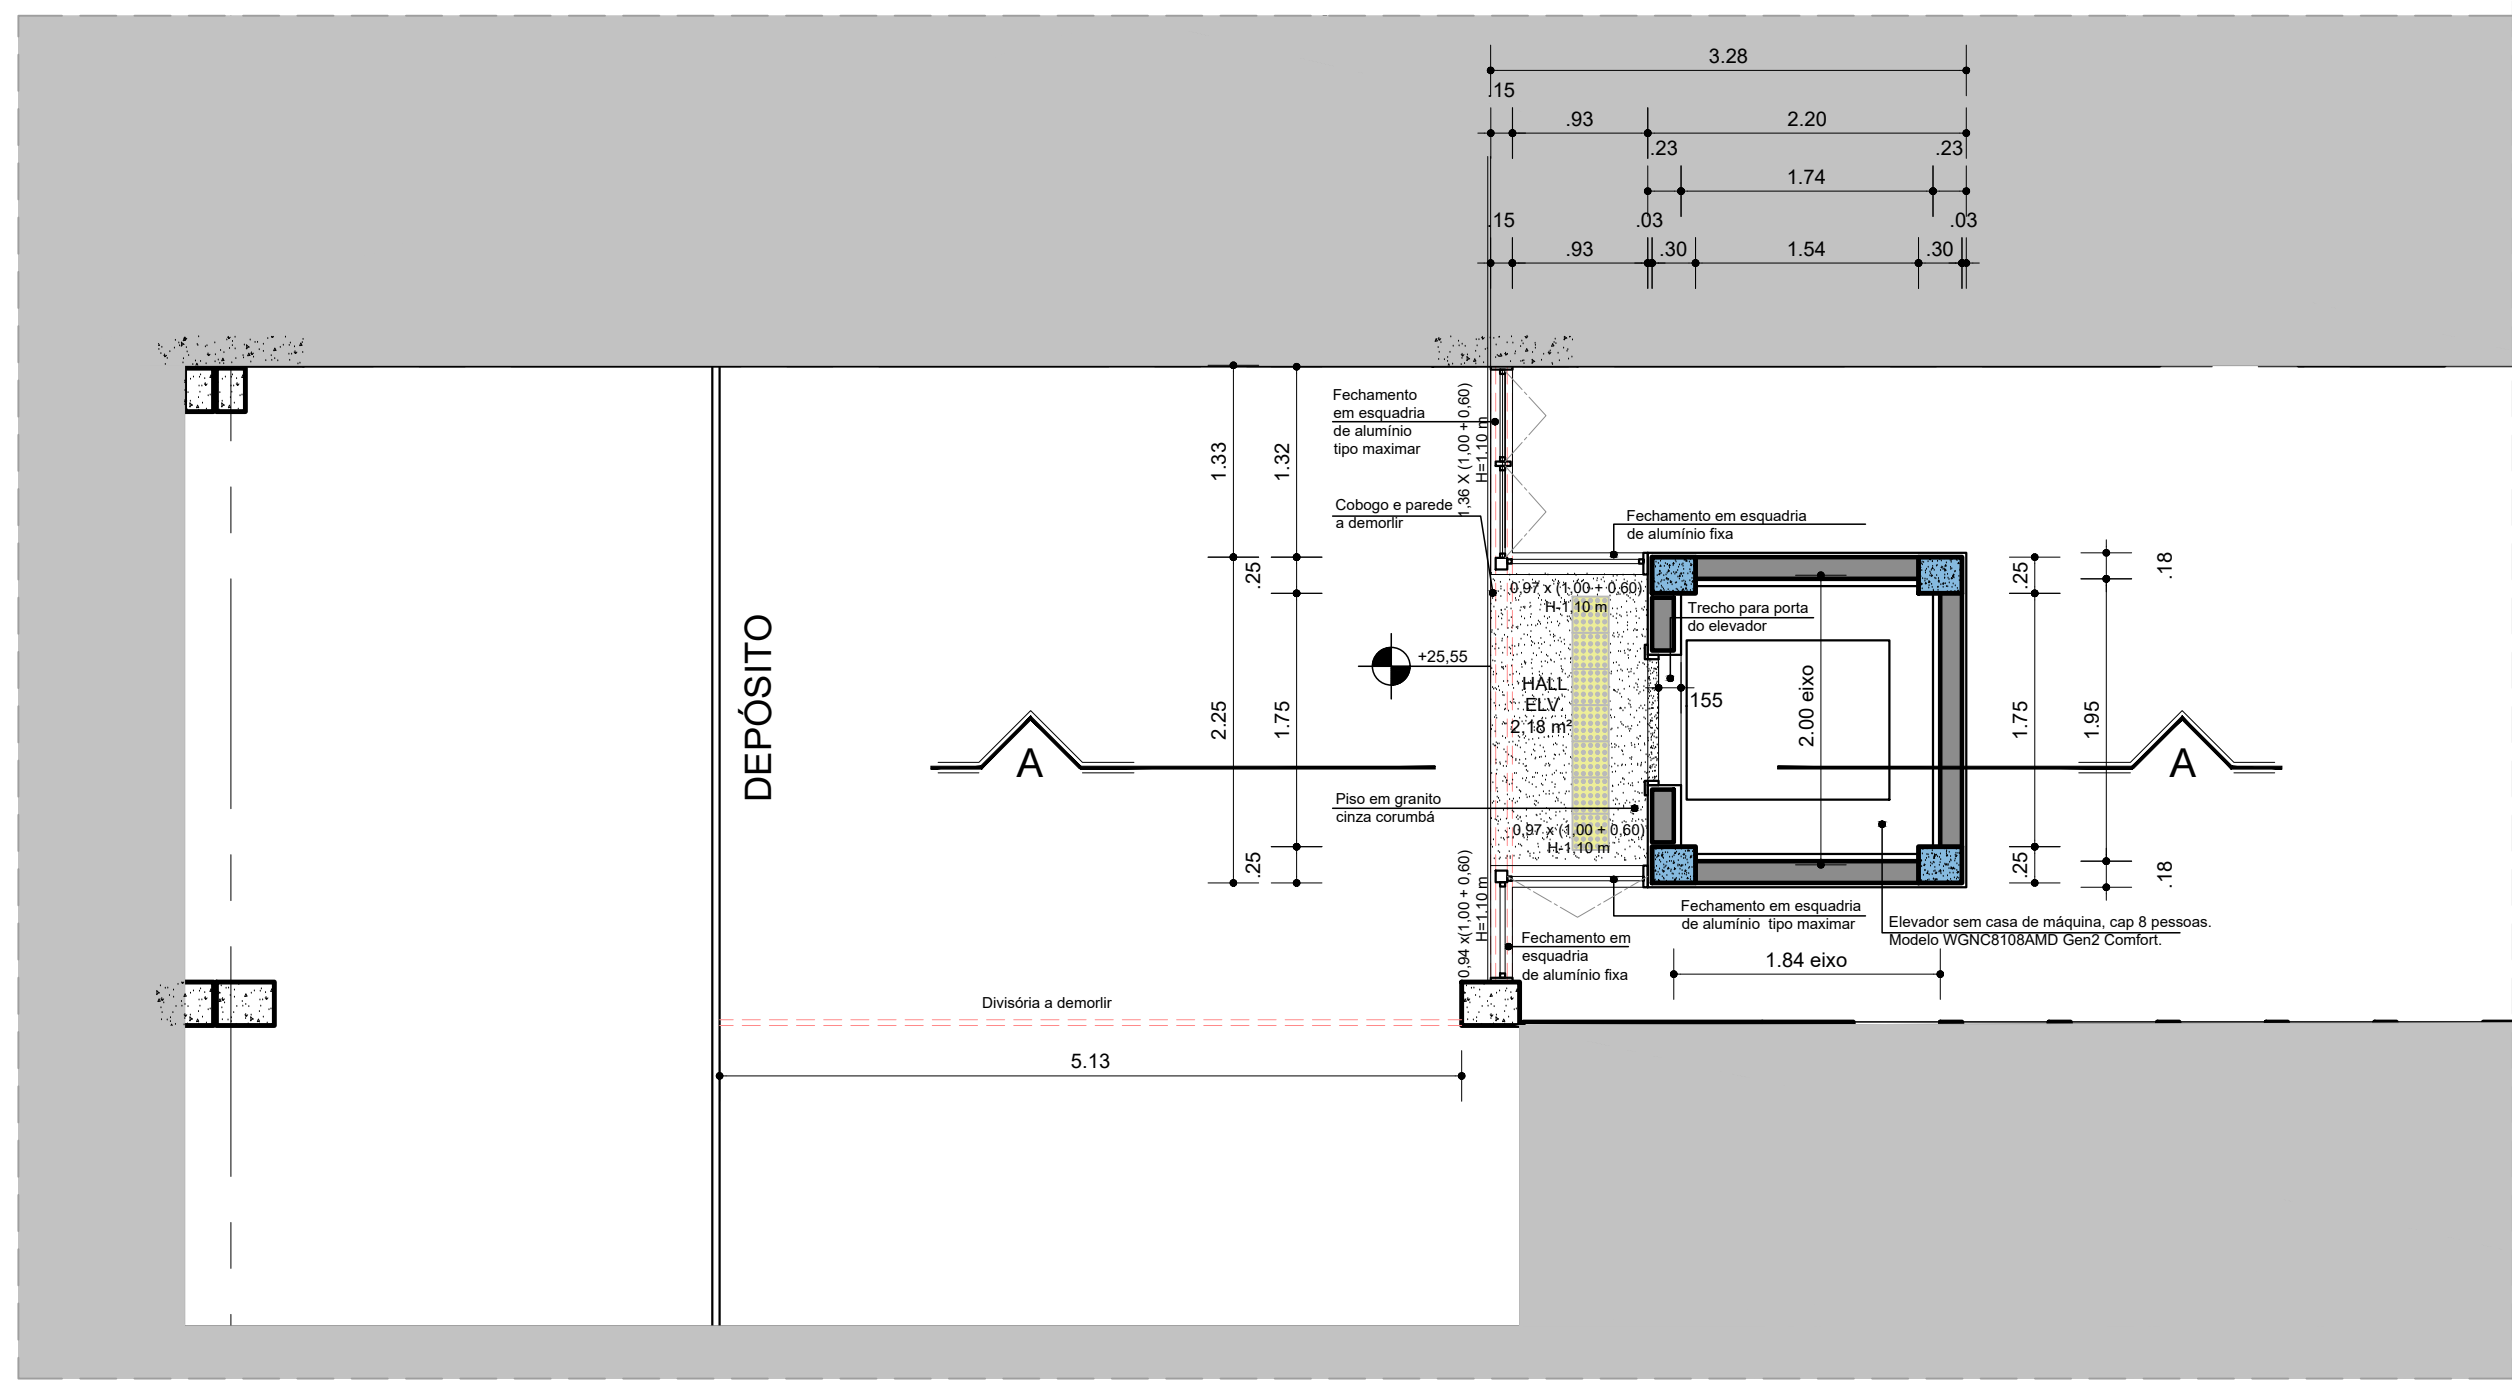 3.28
.15
.93
2.20
.23
.23
1.74
.15
.03
.03
.93
.30
1.54
.30
Fechamento
em esquadria
de alumínio
tipo maximar
1,36 X (1,00 + 0,60)
H=1.10 m
1.33
1.32
Cobogo e parede
a demorlir
Fechamento em esquadria
de alumínio fixa
.25
.25
.18
0,97 x (1,00 + 0,60)
H-1,10 m
Trecho para porta
do elevador
DEPÓSITO
+25,55
HALL
ELV.
2,18 m²
.155
2.00 eixo
2.25
1.75
1.75
1.95
A
A
Piso em granito
cinza corumbá
0,97 x (1,00 + 0,60)
H-1.10 m
.25
.25
.18
0,94 x(1,00 + 0,60)
H=1.10 m
Fechamento em esquadria
de alumínio tipo maximar
Elevador sem casa de máquina, cap 8 pessoas.
Modelo WGNC8108AMD Gen2 Comfort.
Fechamento em
esquadria
de alumínio fixa
1.84 eixo
Divisória a demorlir
5.13